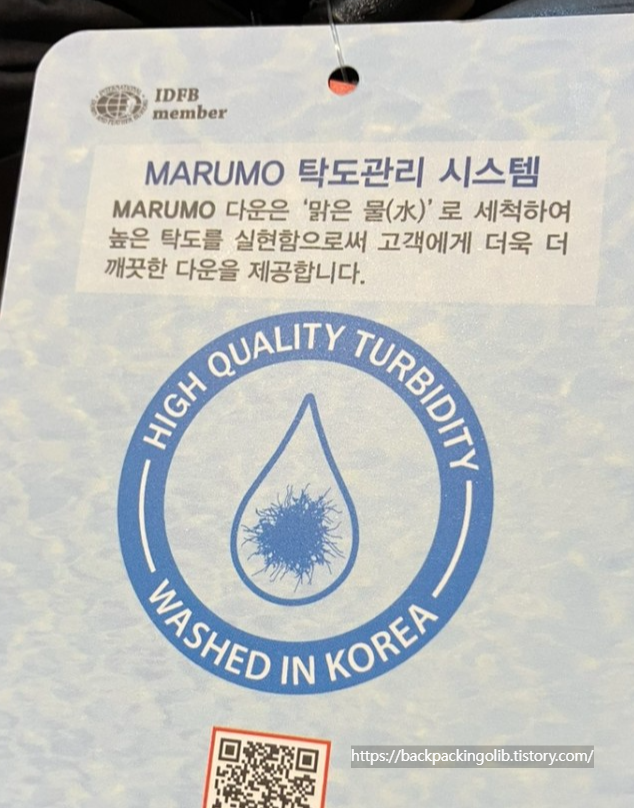 IDFB
member
MARUMO 탁도관리 시스템
MARUMO 다운은 '맑은 물(水)'로 세척하여
높은 탁도를 실현함으로써 고객에게 더욱 더
깨끗한 다운을 제공합니다.
HIGH QUALITY TURBIDITY
WASHED IN KOREA
https://backpackingolib.tistory.com/